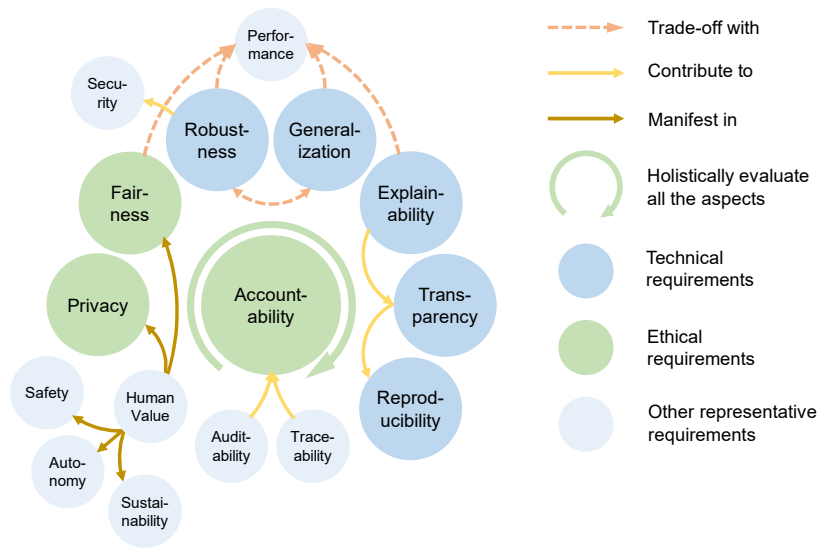 Perfor-
mance
Secu-
rity
Robust-
ness
General-
ization
Fair-
ness
Explain-
ability
Privacy
Account-
ability
Trans-
parency
Safety
Human
Value
Reprod-
ucibility
Audit-
ability
Trace-
ability
Auto-
nomy
Sustai-
nability
Trade-off with
Contribute to
Manifest in
Holistically evaluate
all the aspects
Technical
requirements
Ethical
requirements
Other representative
requirements